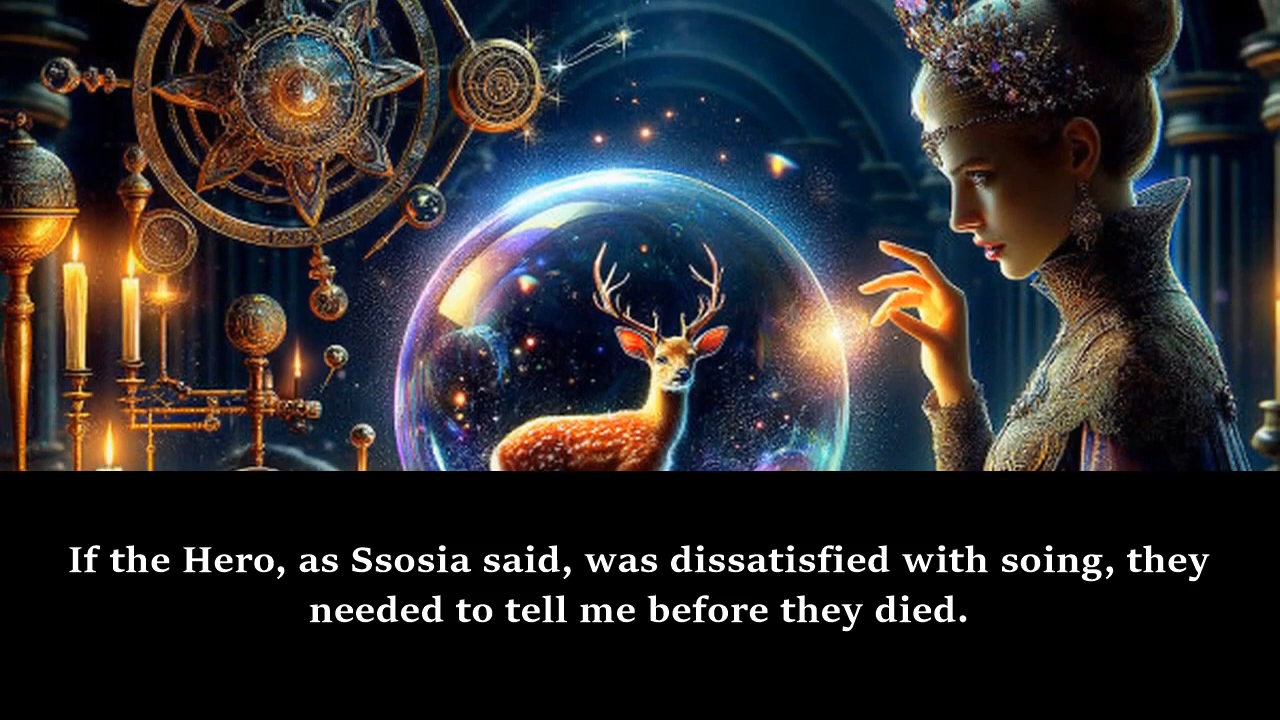 If the Hero, as Ssosia said, was dissatisfied with soing, they
needed to tell me before they died.